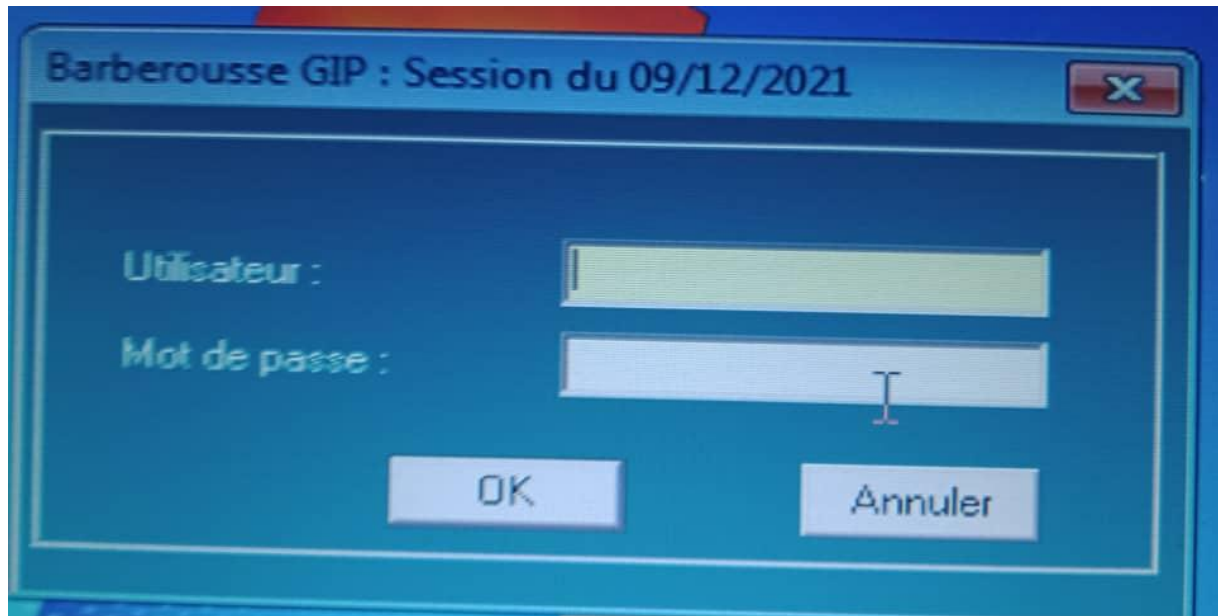 Barberousse GIP : Session du 09/12/2021
Utilisateur :
Mot de passe :
OK
Annuler